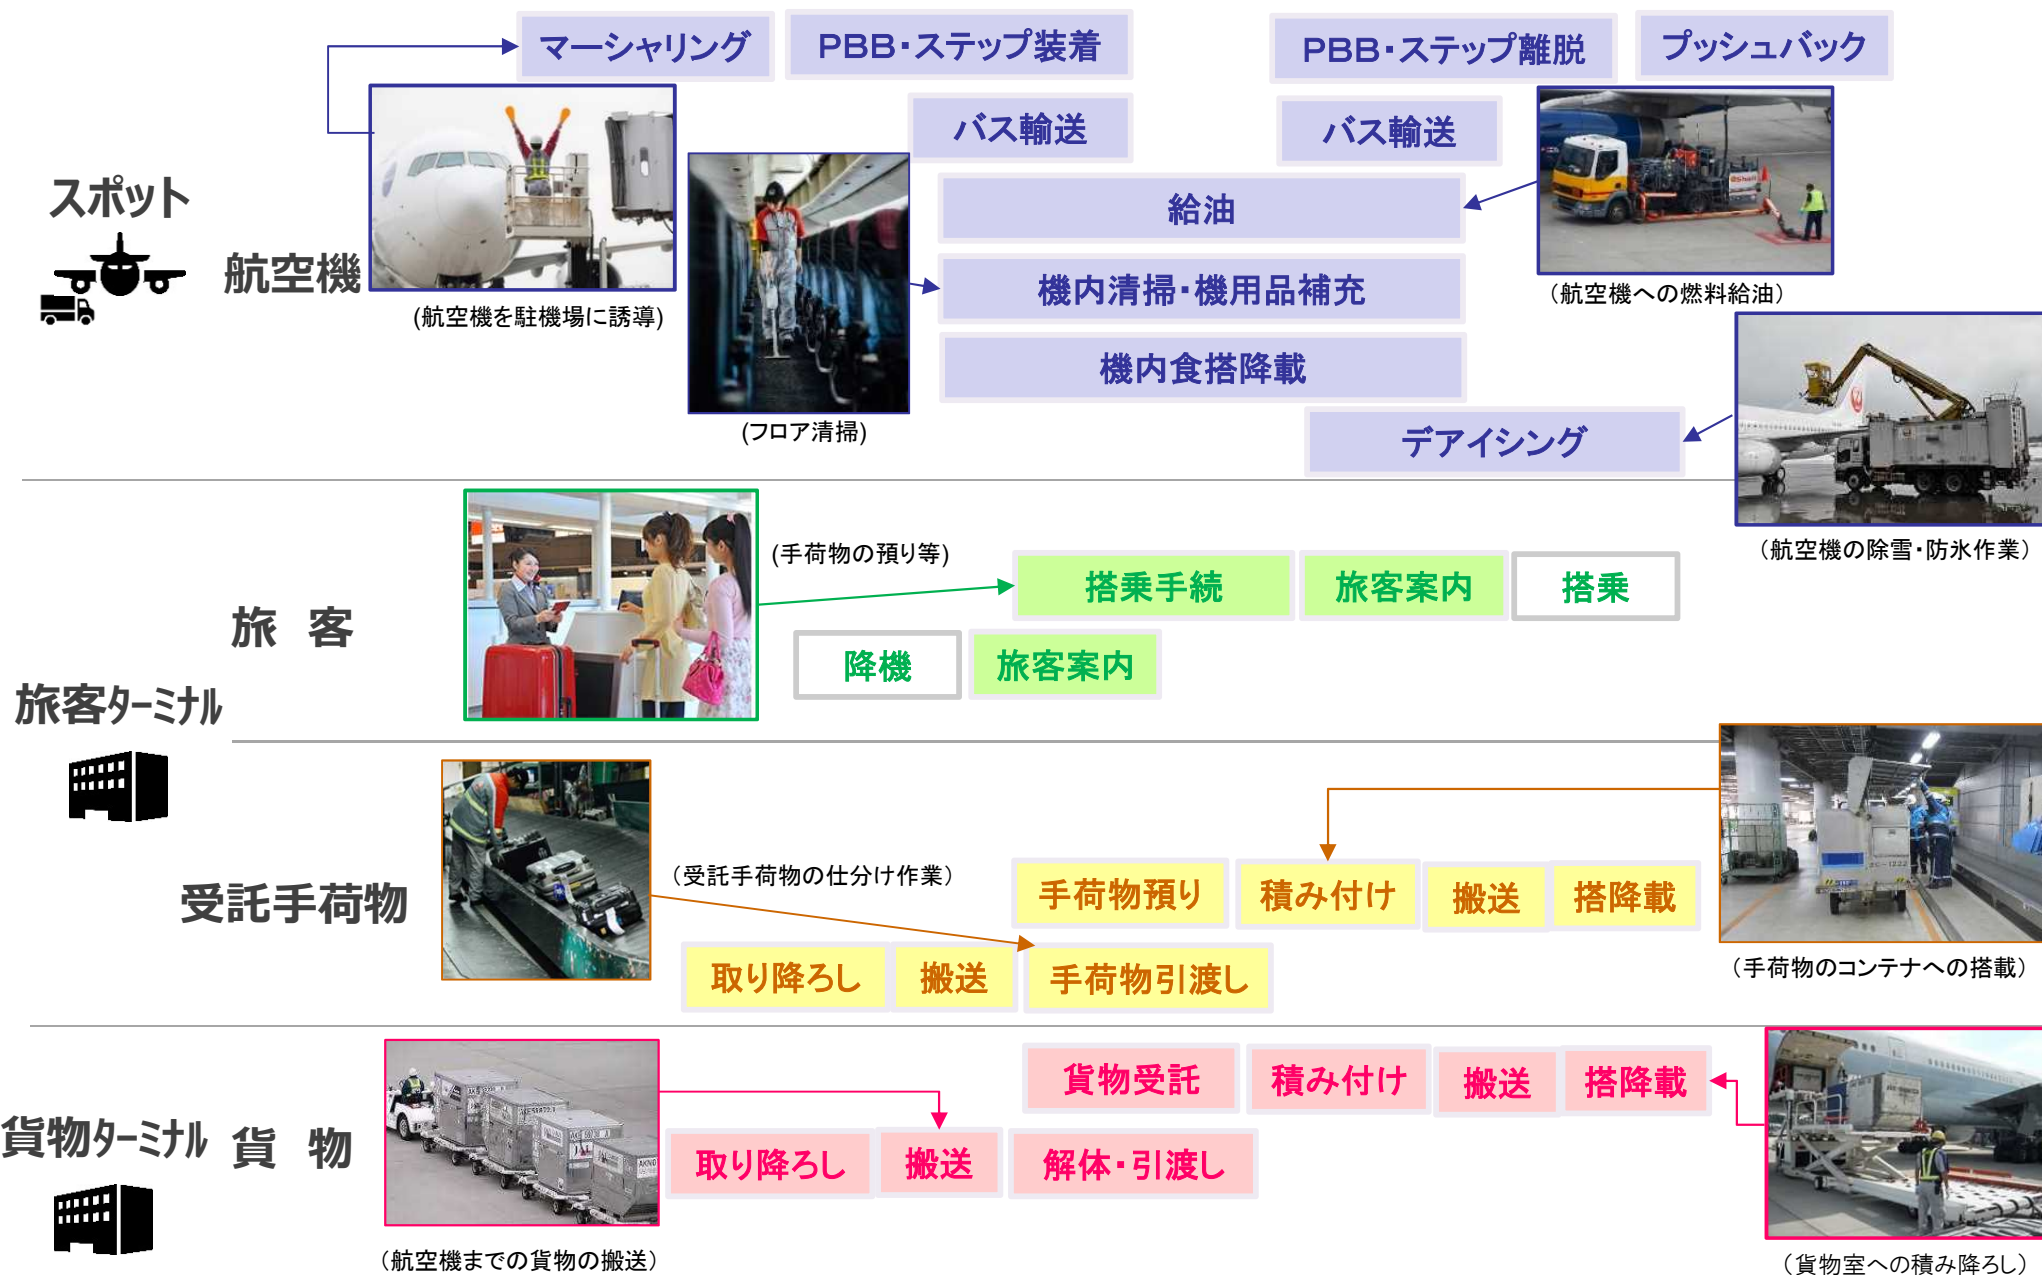 マーシャリング
PBB・ステップ装着
PBB・ステップ離脱
プッシュバック
バス輸送
バス輸送
スポット
航空機
給油
機内清掃・機用品補充
機内食搭降載
デアイシング
(航空機を駐機場に誘導)
(フロア清掃)
（航空機への燃料給油）
（航空機の除雪・防氷作業）
旅客ターミナル
旅 客
(手荷物の預り等)
搭乗手続
旅客案内
搭乗
降機
旅客案内
受託手荷物
（受託手荷物の仕分け作業）
手荷物預り
積み付け
搬送
搭降載
取り降ろし
搬送
手荷物引渡し
（手荷物のコンテナへの搭載）
貨物ターミナル
貨 物
貨物受託
積み付け
搬送
搭降載
取り降ろし
搬送
解体・引渡し
（航空機までの貨物の搬送）
（貨物室への積み降ろし）